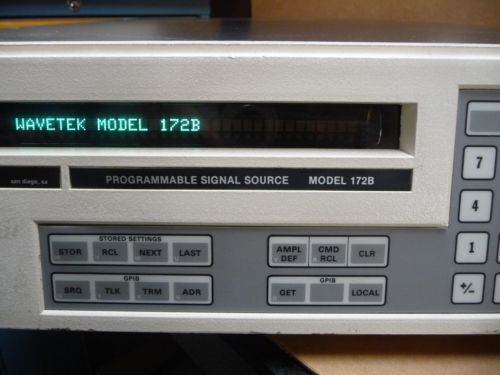 WAVETEK MODEL 172B
san diego, ca
PROGRAMMABLE SIGNAL SOURCE MODEL 172B
STORED SETTINGS
STOR RCL NEXT LAST
GPIB
SRQ TLK TRM ADR
AMPL DEF CMD RCL CLR
GPIB
GET LOCAL
7
4
1
+/-